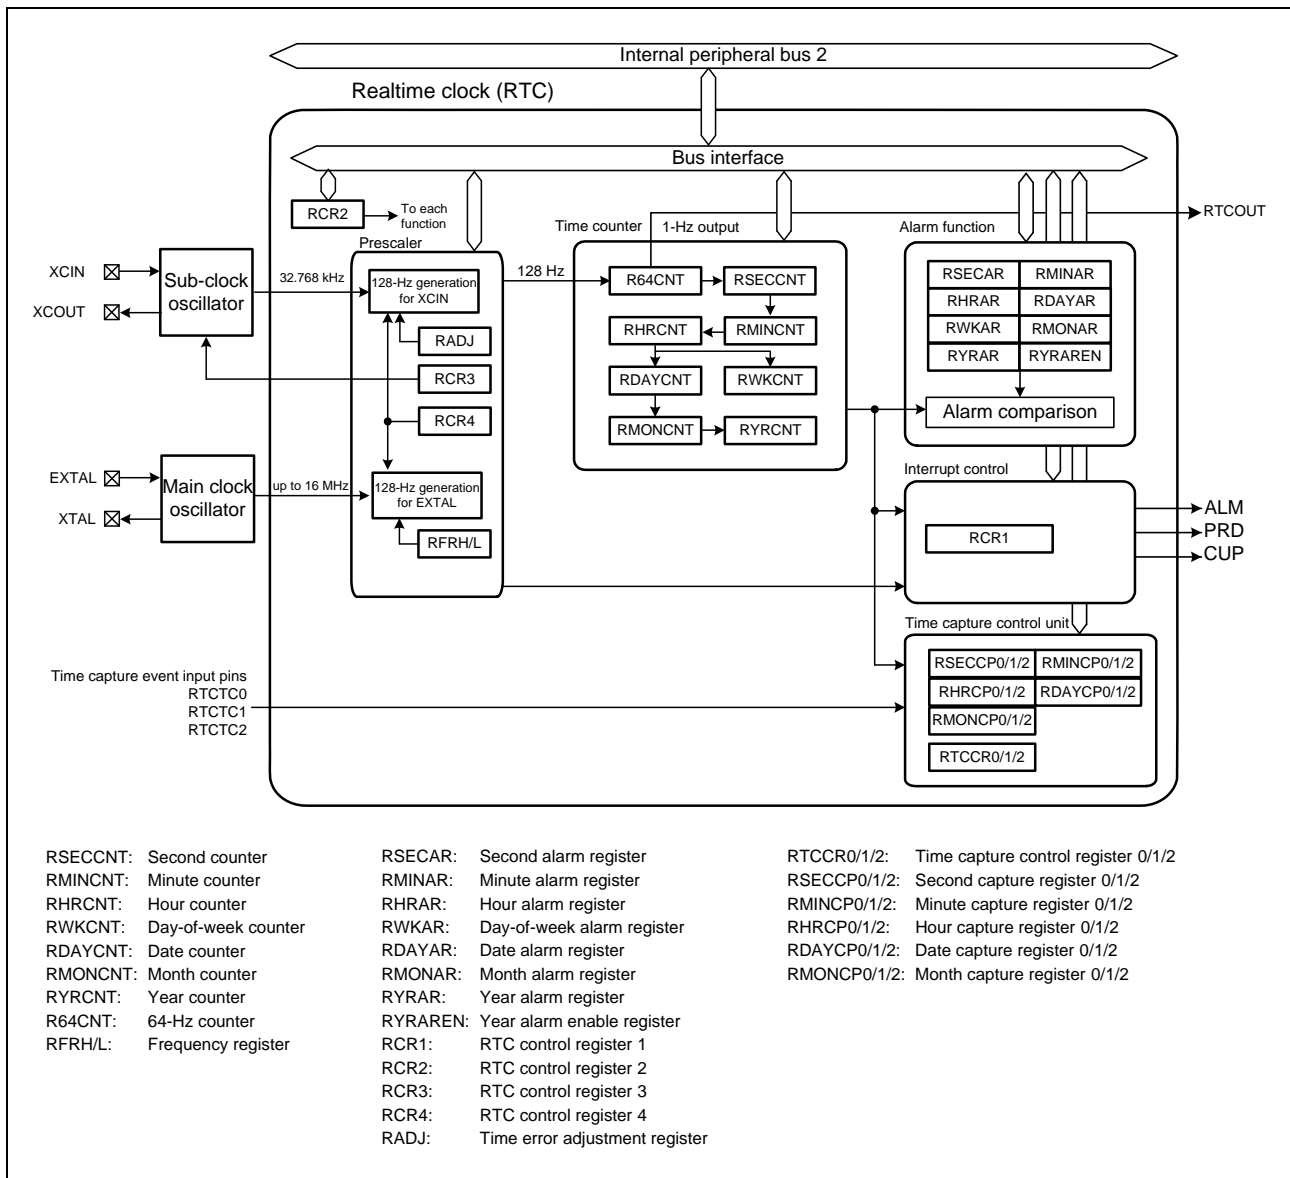 Internal peripheral bus 2
Realtime clock (RTC)
Bus interface
RCR2
To each
function
Prescaler
Time counter
1-Hz output
Alarm function
RTCOUT
XCIN
XCOUT
Sub-clock
oscillator
32.768 kHz
128-Hz generation
for XCIN
128 Hz
R64CNT
RSECCNT
RHRCNT
RMINCNT
RDAYCNT
RWKCNT
RMONCNT
RYRCNT
RADJ
RCR3
RCR4
RSECAR
RMINAR
RHRAR
RDAYAR
RWKAR
RMONAR
RYRAR
RYRAREN
Alarm comparison
EXTAL
XTAL
Main clock
oscillator
up to 16 MHz
128-Hz generation
for EXTAL
RFRH/L
Interrupt control
RCR1
ALM
PRD
CUP
Time capture control unit
RSECCP0/1/2
RMINCP0/1/2
RHRCP0/1/2
RDAYCP0/1/2
RMONCP0/1/2
RTCCR0/1/2
Time capture event input pins
RTCTC0
RTCTC1
RTCTC2
RSECCNT: Second counter
RMINCNT: Minute counter
RHRCNT: Hour counter
RWKCNT: Day-of-week counter
RDAYCNT: Date counter
RMONCNT: Month counter
RYRCNT: Year counter
R64CNT: 64-Hz counter
RFRH/L: Frequency register
RSECAR: Second alarm register
RMINAR: Minute alarm register
RHRAR: Hour alarm register
RWKAR: Day-of-week alarm register
RDAYAR: Date alarm register
RMONAR: Month alarm register
RYRAR: Year alarm register
RYRAREN: Year alarm enable register
RCR1: RTC control register 1
RCR2: RTC control register 2
RCR3: RTC control register 3
RCR4: RTC control register 4
RADJ: Time error adjustment register
RTCCR0/1/2: Time capture control register 0/1/2
RSECCP0/1/2: Second capture register 0/1/2
RMINCP0/1/2: Minute capture register 0/1/2
RHRCP0/1/2: Hour capture register 0/1/2
RDAYCP0/1/2: Date capture register 0/1/2
RMONCP0/1/2: Month capture register 0/1/2